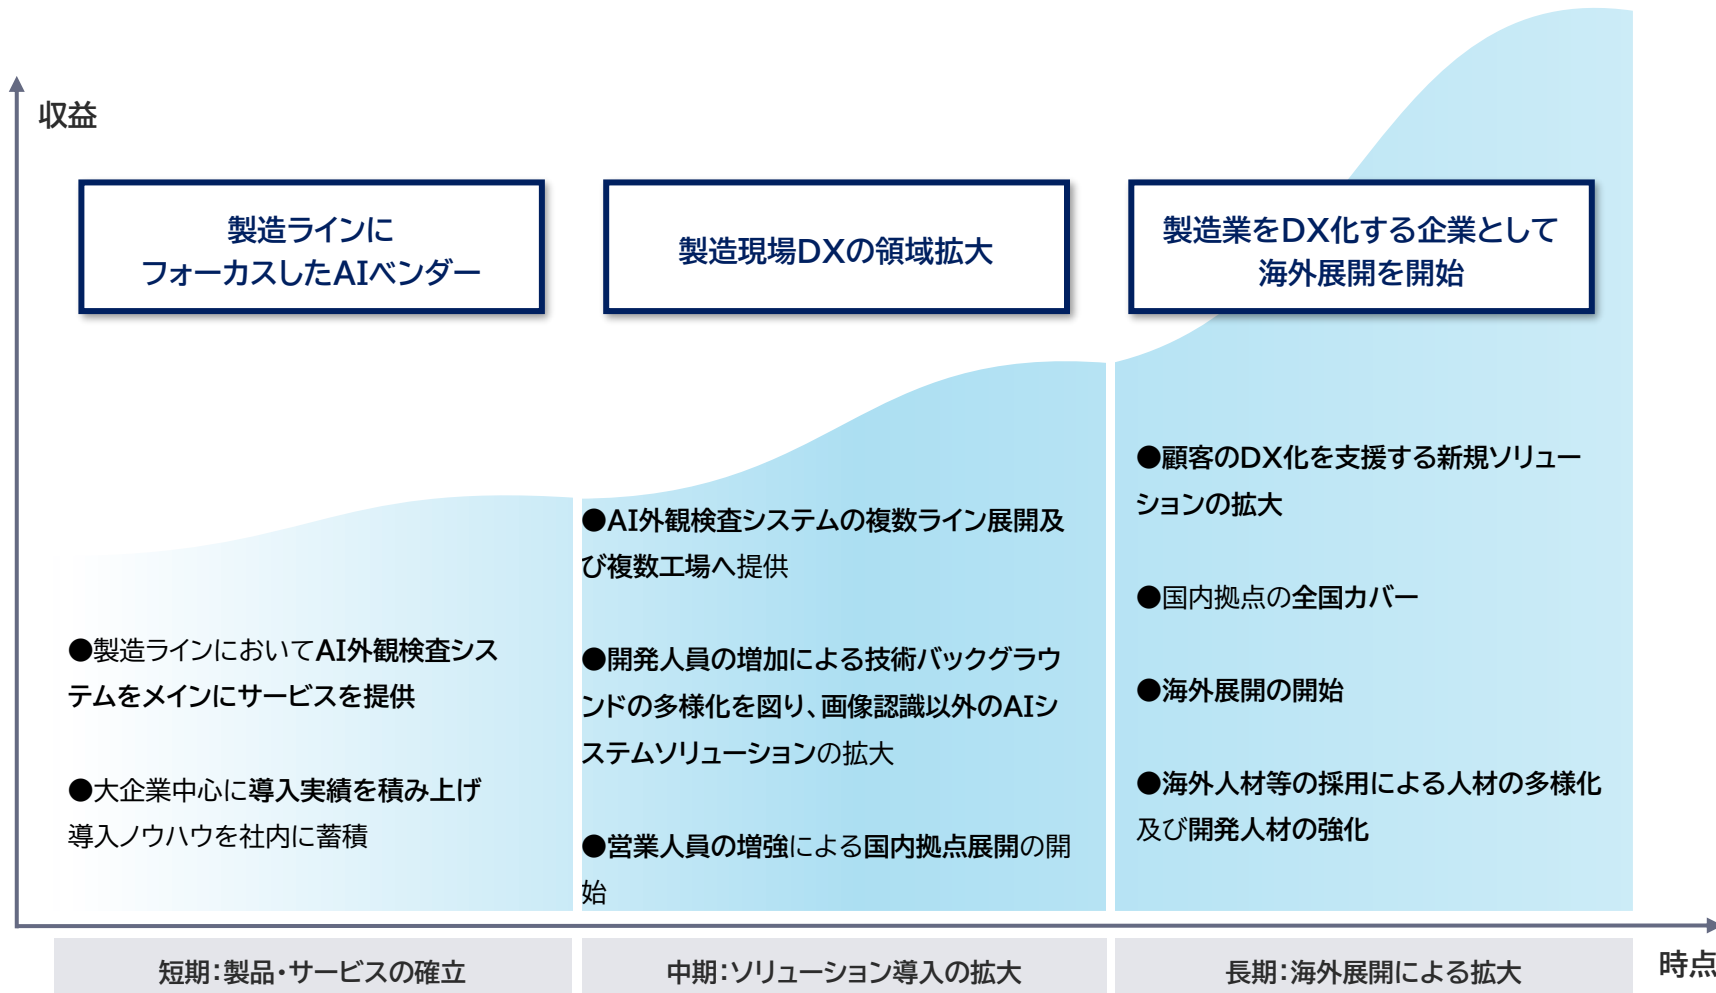 収益
製造ラインに
フォーカスしたAIベンダー
製造現場DXの領域拡大
製造業をDX化する企業として
海外展開を開始
●製造ラインにおいてAI外観検査シス
テムをメインにサービスを提供
●大企業中心に導入実績を積み上げ
導入ノウハウを社内に蓄積
●AI外観検査システムの複数ライン展開及
び複数工場へ提供
●開発人員の増加による技術バックグラウ
ンドの多様化を図り、画像認識以外のAIシ
ステムソリューションの拡大
●営業人員の増強による国内拠点展開の開
始
●顧客のDX化を支援する新規ソリュー
ションの拡大
●国内拠点の全国カバー
●海外展開の開始
●海外人材等の採用による人材の多様化
及び開発人材の強化
短期：製品・サービスの確立
中期：ソリューション導入の拡大
長期：海外展開による拡大
時点